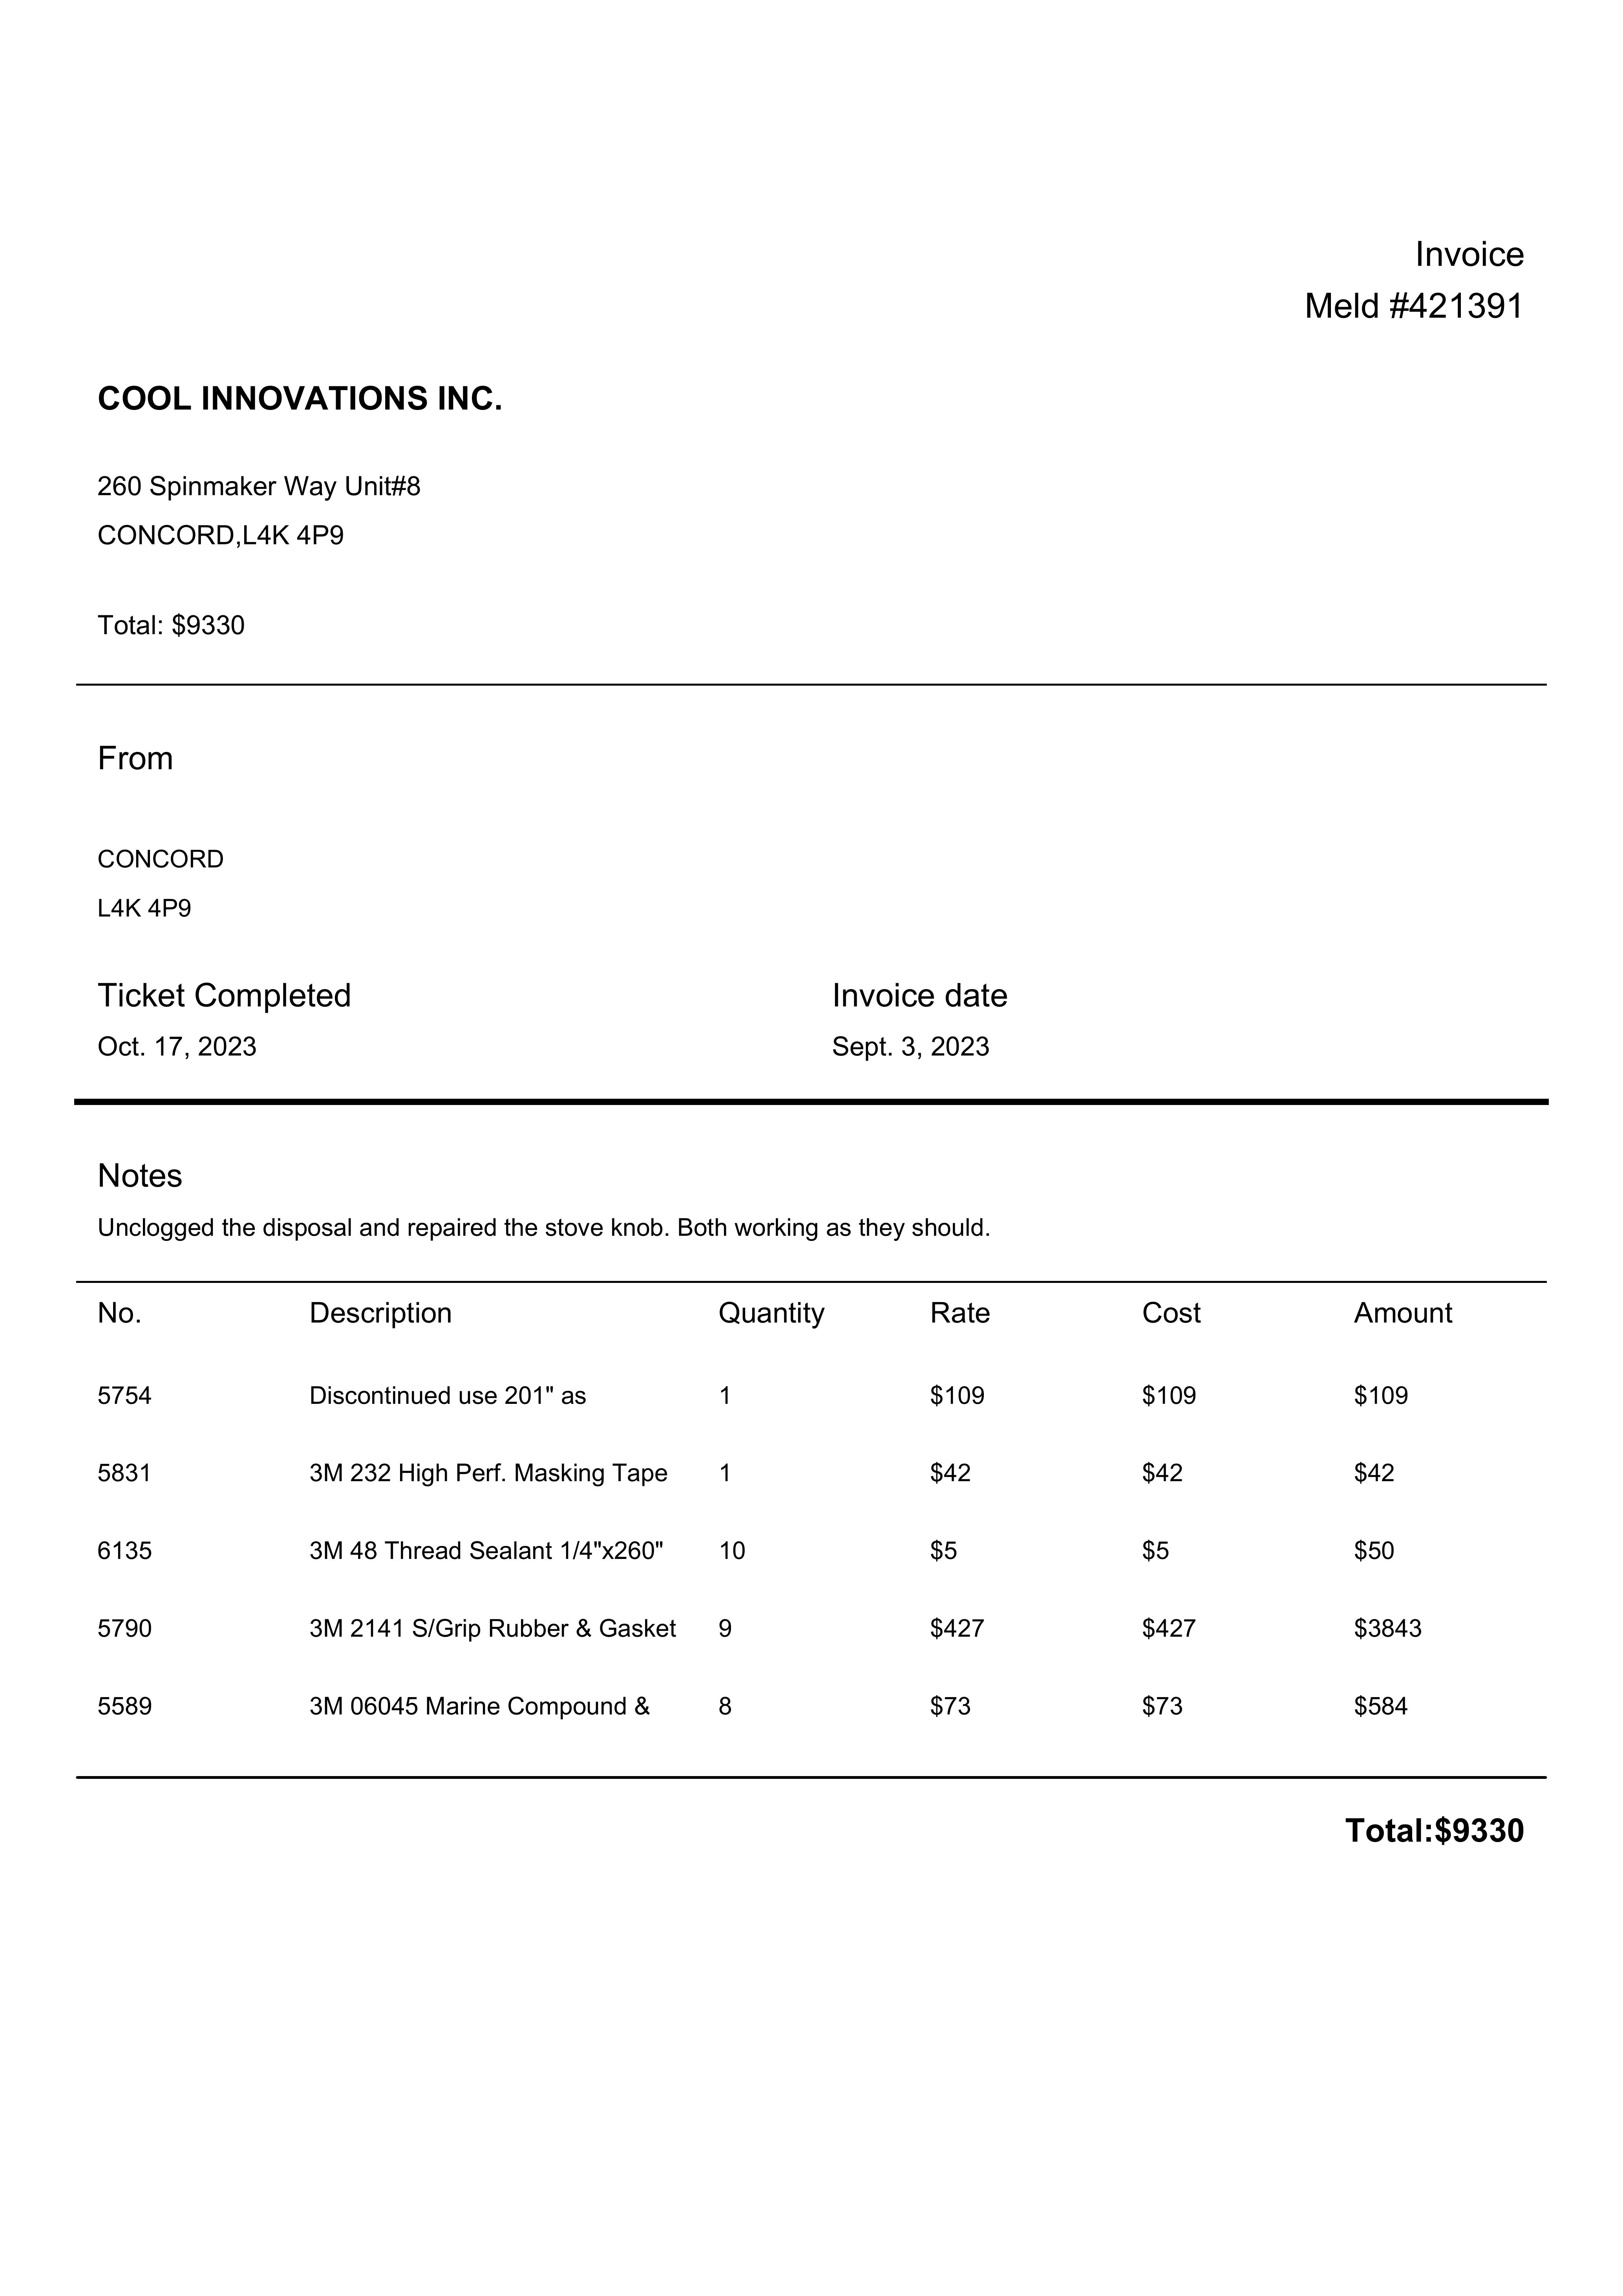 Invoice
Meld #421391
COOL INNOVATIONS INC.
260 Spinmaker Way Unit#8
CONCORD,L4K 4P9
Total: $9330
From
CONCORD
L4K 4P9
Ticket Completed Invoice date
Oct. 17, 2023 Sept. 3, 2023
Notes
Unclogged the disposal and repaired the stove knob. Both working as they should.
No. Description Quantity Rate Cost Amount
5754 Discontinued use 201" as 1 $109 $109 $109
5831 3M 232 High Perf. Masking Tape 1 $42 $42 $42
6135 3M 48 Thread Sealant 1/4"x260" 10 $5 $5 $50
5790 3M 2141 S/Grip Rubber & Gasket 9 $427 $427 $3843
5589 3M 06045 Marine Compound & 8 $73 $73 $584
Total:$9330